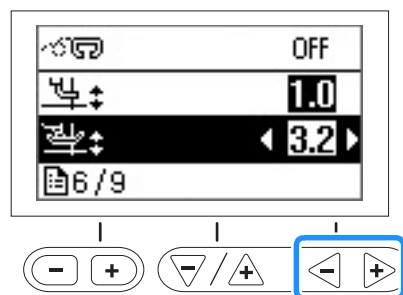 OFF
1.0
3.2
6/9
- +
- / +
- +